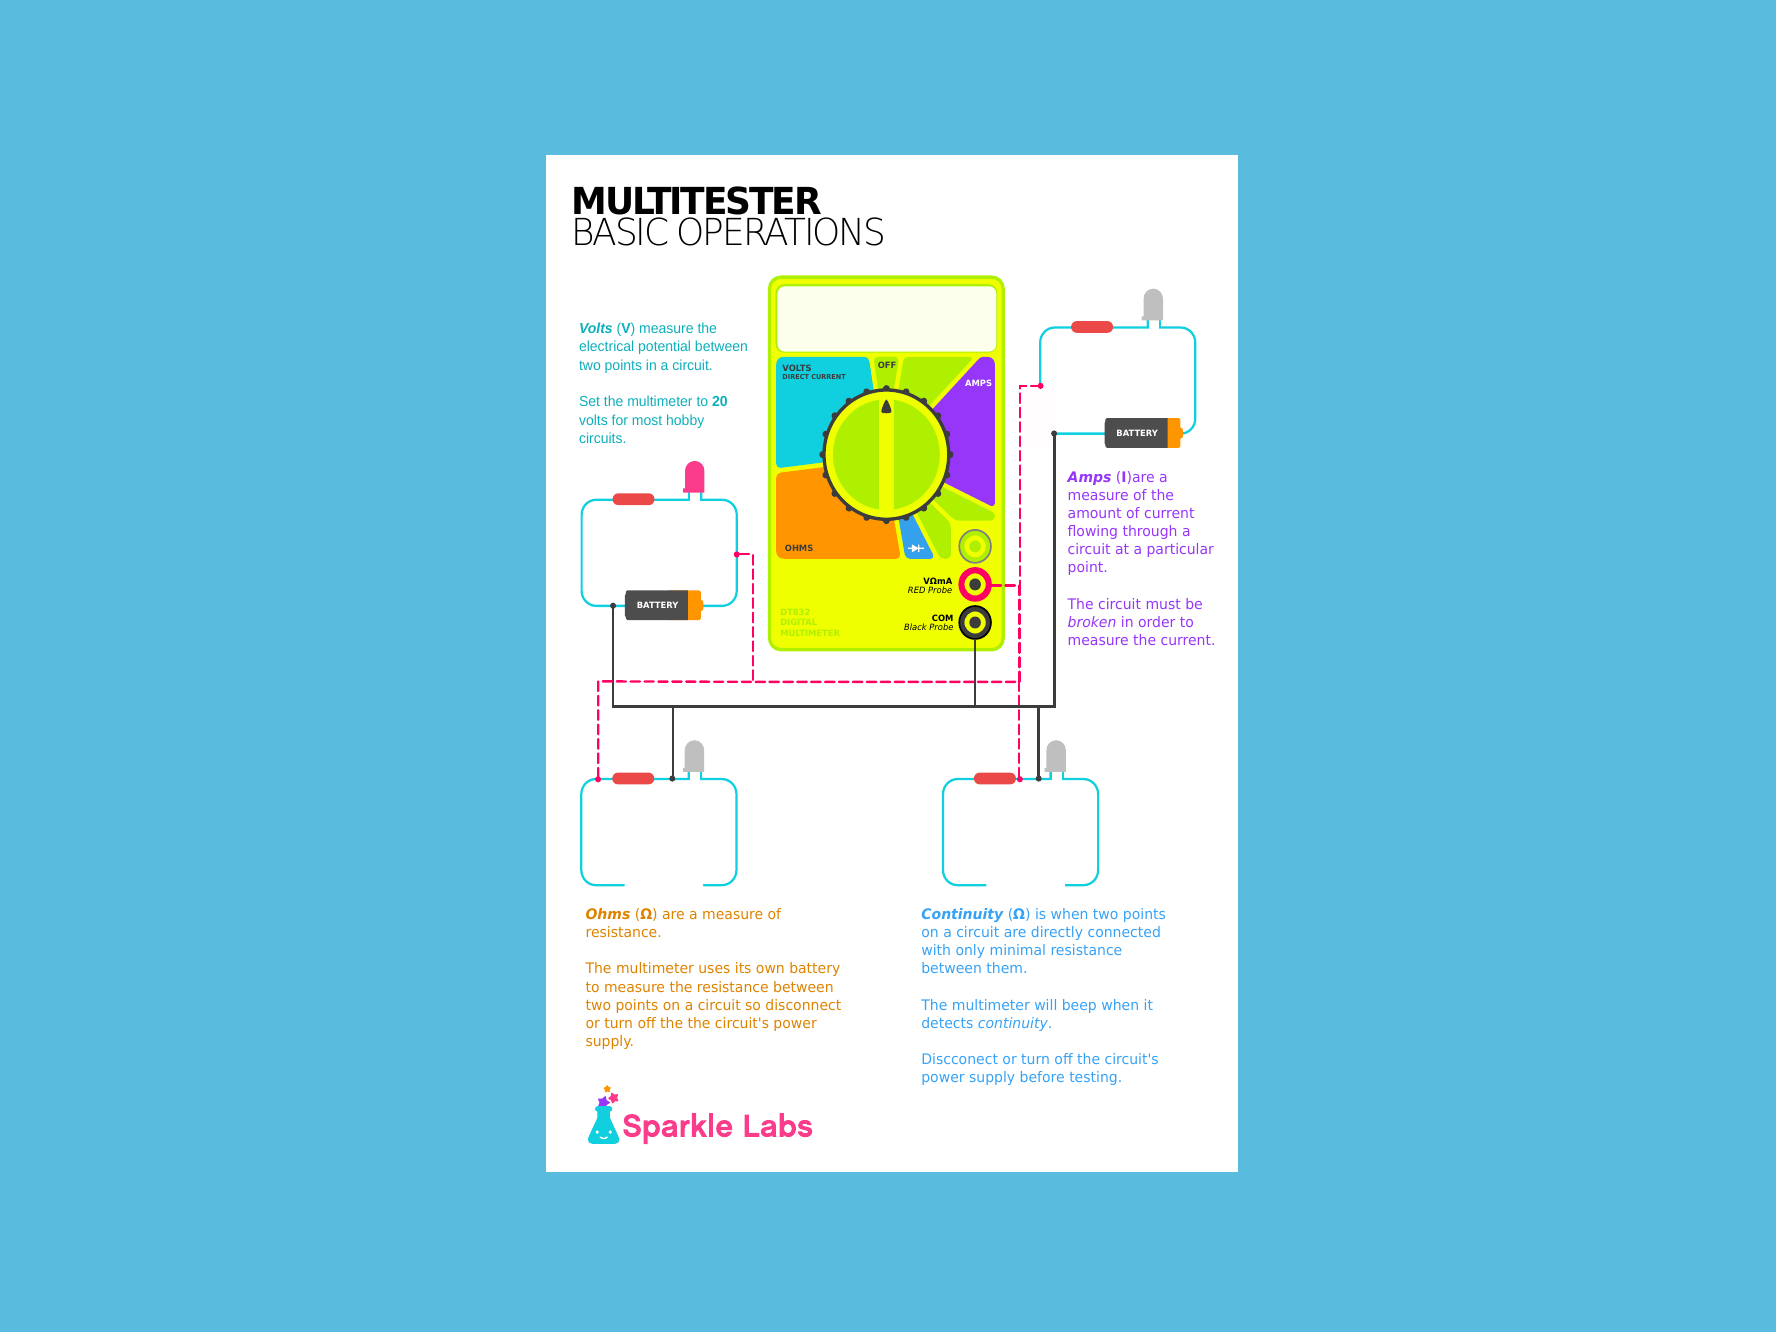 MULTITESTER
BASIC OPERATIONS
Volts (V) measure the
electrical potential between
two points in a circuit.
Set the multimeter to 20
volts for most hobby
circuits.
BATTERY
VOLTS
DIRECT CURRENT
OFF
AMPS
OHMS
VΩmA
RED Probe
COM
Black Probe
DT832
DIGITAL
MULTIMETER
BATTERY
Amps (I)are a
measure of the
amount of current
flowing through a
circuit at a particular
point.
The circuit must be
broken in order to
measure the current.
Ohms (Ω) are a measure of
resistance.
The multimeter uses its own battery
to measure the resistance between
two points on a circuit so disconnect
or turn off the the circuit's power
supply.
Continuity (Ω) is when two points
on a circuit are directly connected
with only minimal resistance
between them.
The multimeter will beep when it
detects continuity.
Discconect or turn off the circuit's
power supply before testing.
Sparkle Labs